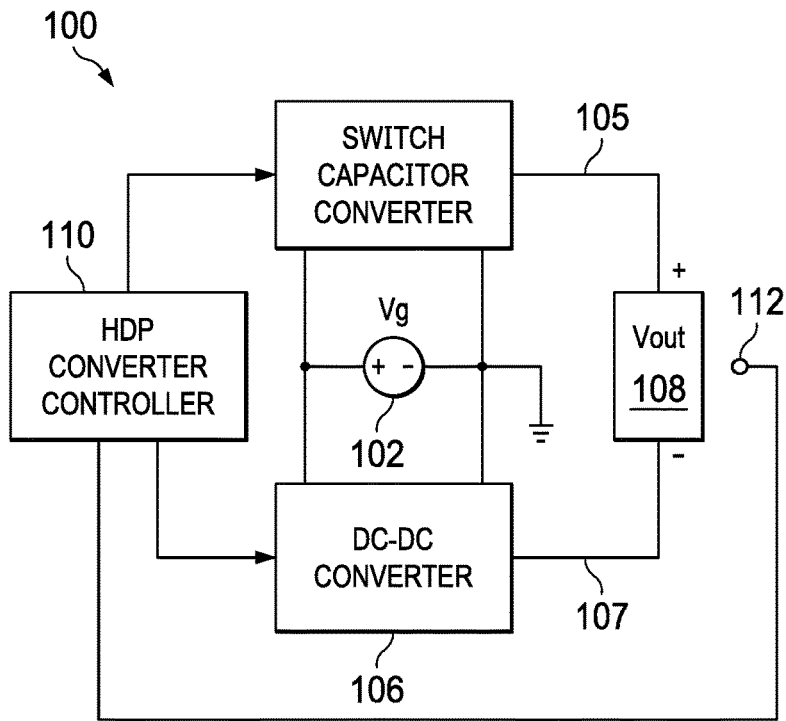 100
SWITCH
CAPACITOR
CONVERTER
105
110
HDP
CONVERTER
CONTROLLER
Vg
+ -
102
+
Vout
108
-
112
DC-DC
CONVERTER
107
106